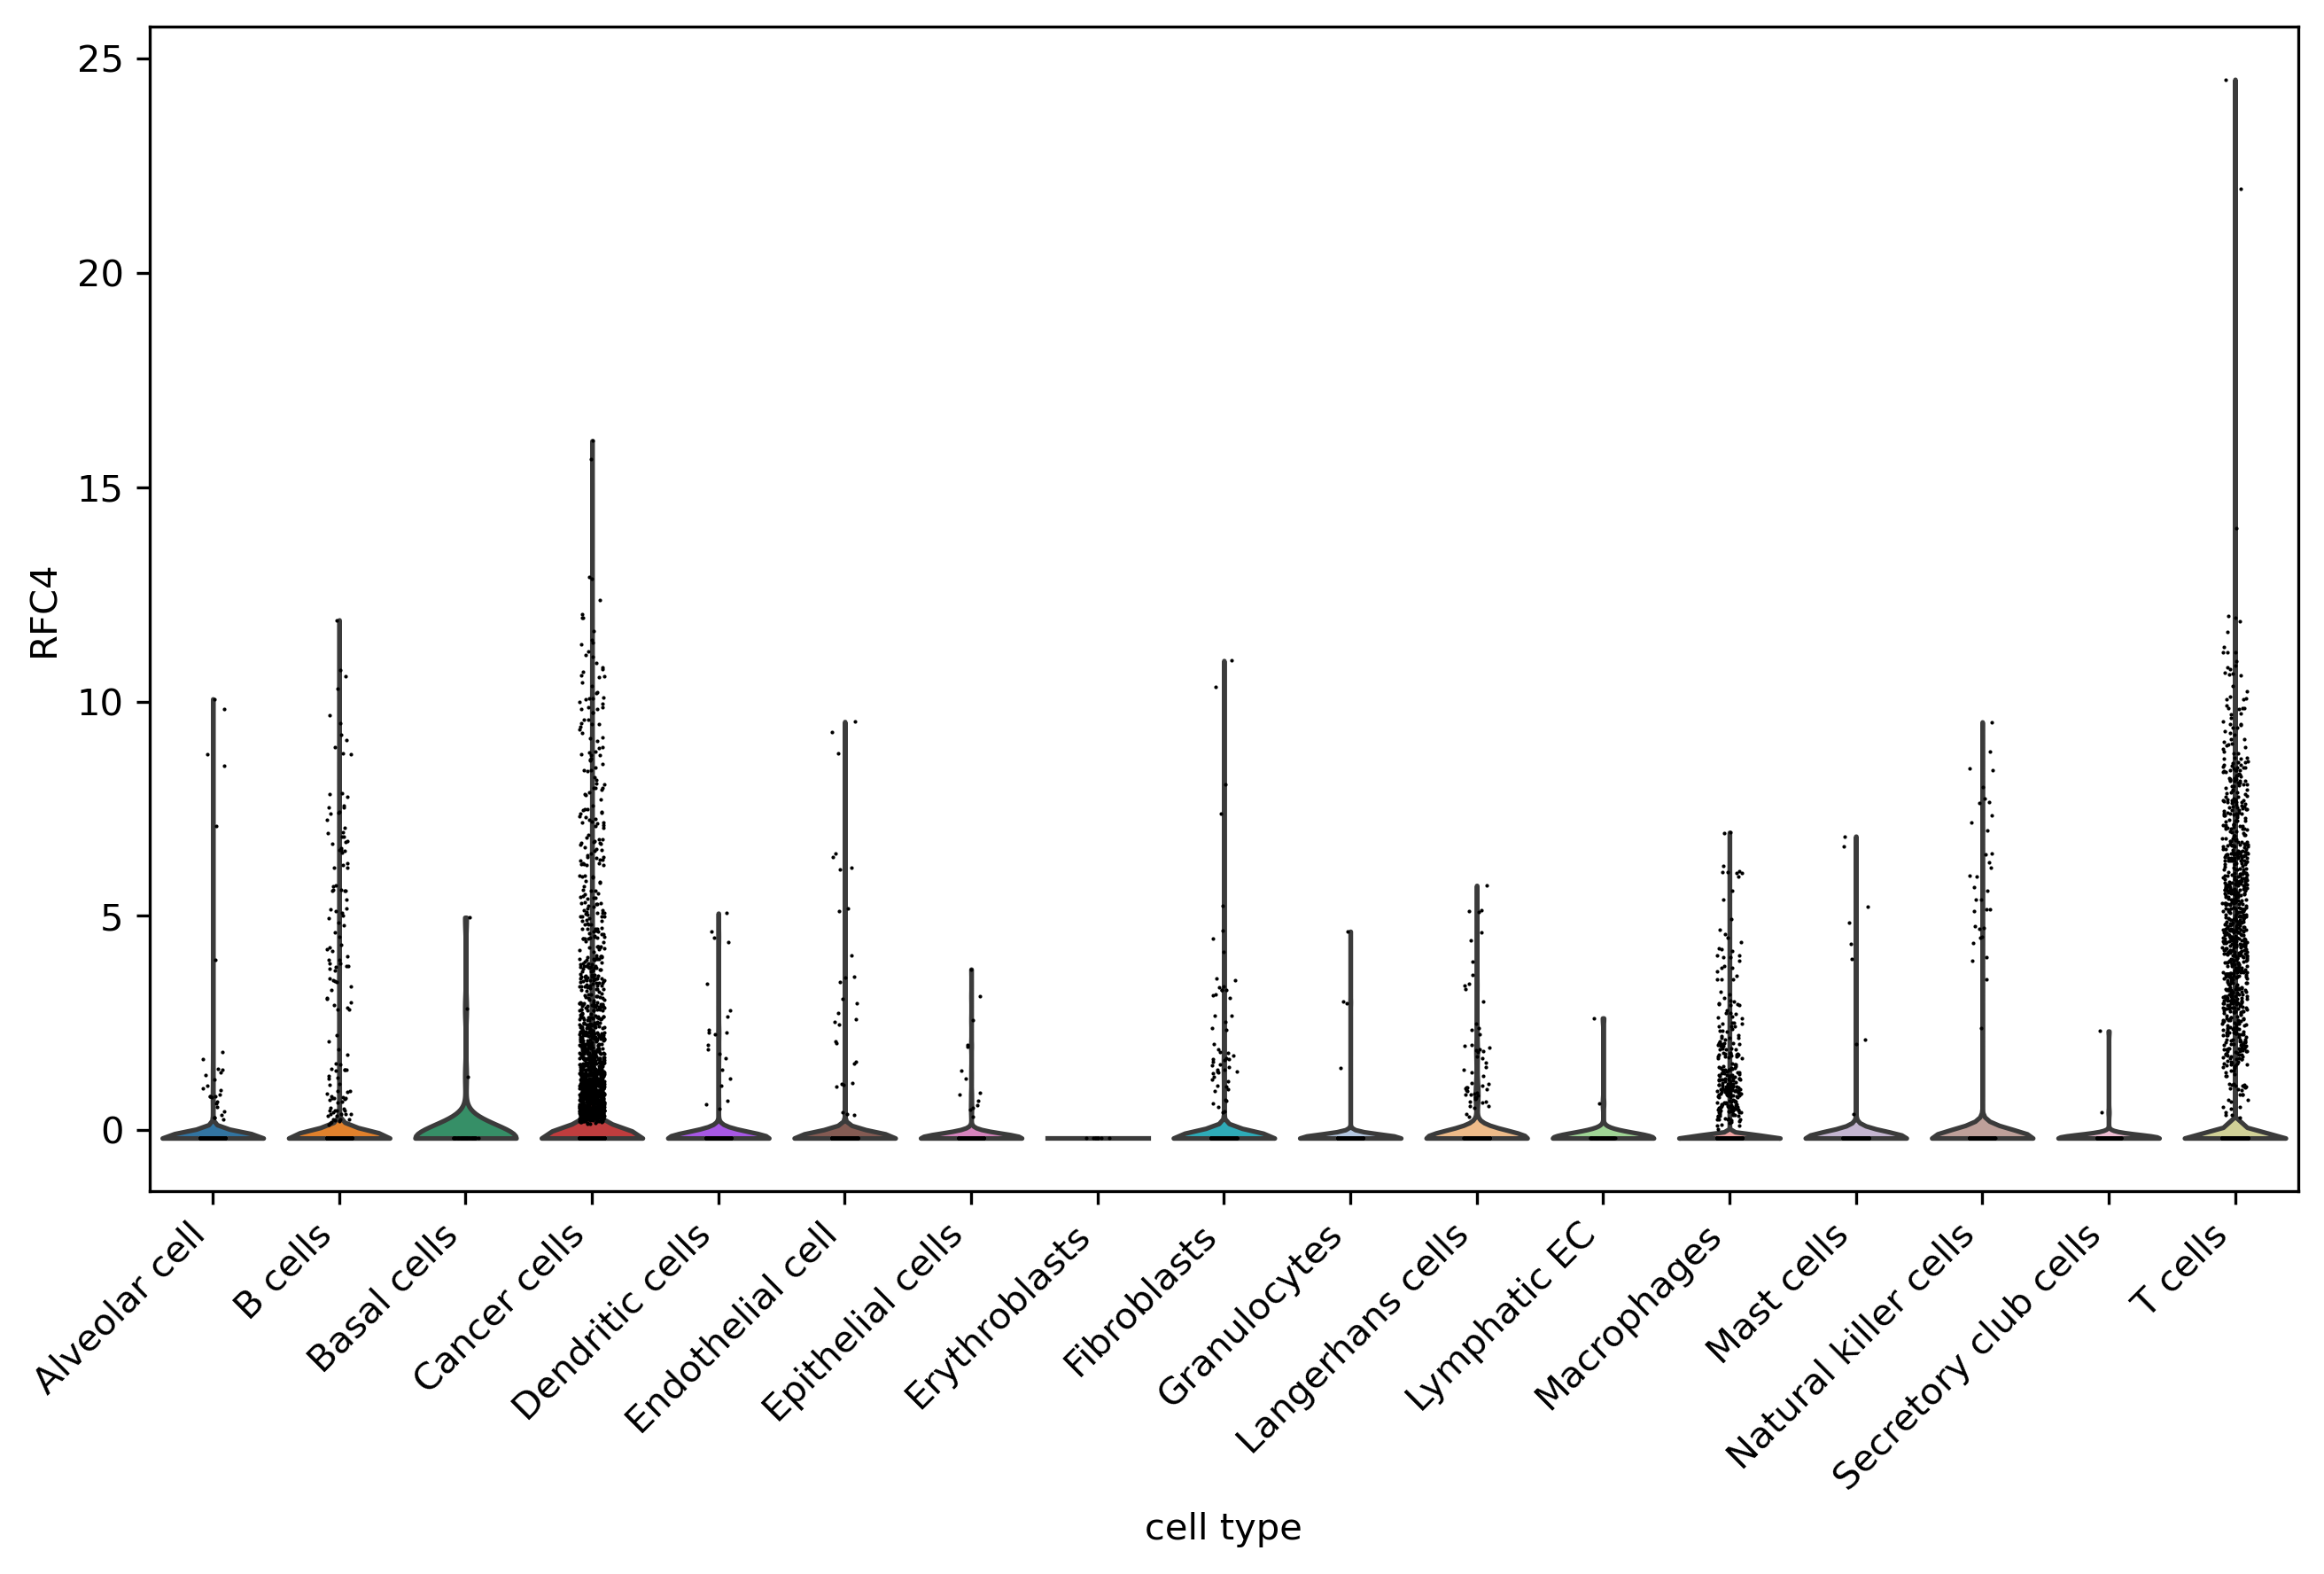 25
20
15
10
5
0
RFC4
Alveolar cell
B cells
Basal cells
Cancer cells
Dendritic cells
Endothelial cell
Epithelial cells
Erythroblasts
Fibroblasts
Granulocytes
Langerhans cells
Lymphatic EC
Macrophages
Mast cells
Natural killer cells
Secretory club cells
T cells
cell type